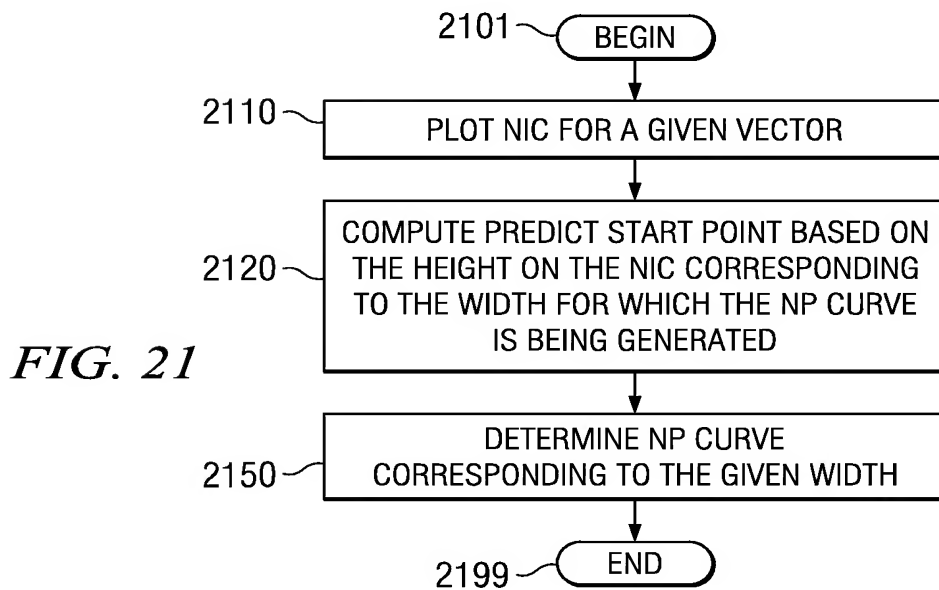 2101
BEGIN
2110
PLOT NIC FOR A GIVEN VECTOR
2120
COMPUTE PREDICT START POINT BASED ON
THE HEIGHT ON THE NIC CORRESPONDING
TO THE WIDTH FOR WHICH THE NP CURVE
IS BEING GENERATED
FIG. 21
2150
DETERMINE NP CURVE
CORRESPONDING TO THE GIVEN WIDTH
2199
END